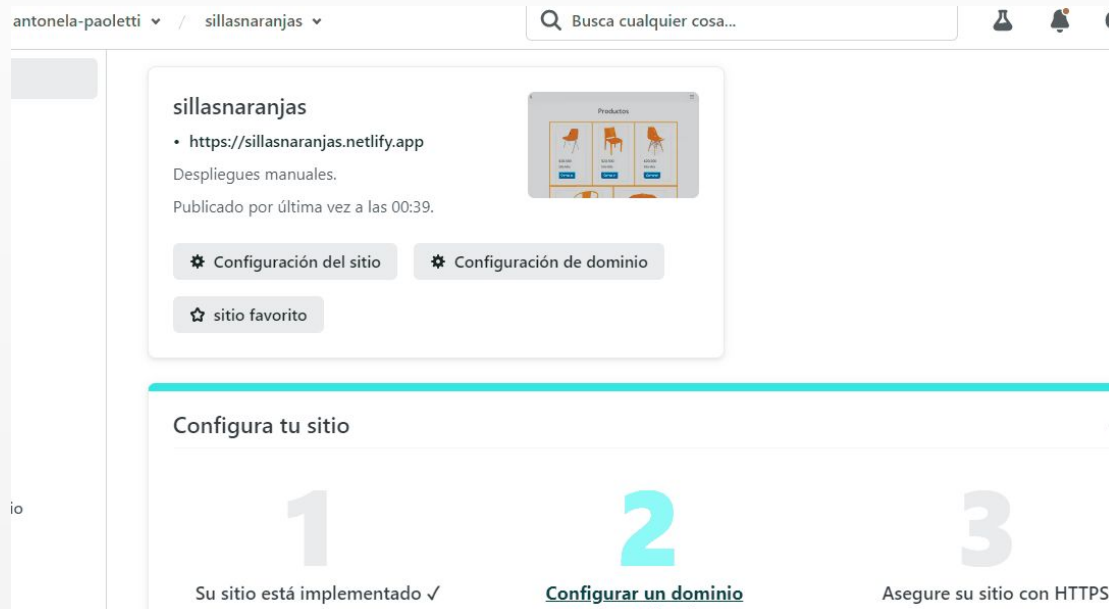 antonela-paoletti / sillasnaranjas
Busca cualquier cosa...
sillasnaranjas
• https://sillasnaranjas.netlify.app
Despliegues manuales.
Publicado por última vez a las 00:39.
Productos
Configuración del sitio
Configuración de dominio
sitio favorito
Configura tu sitio
io
1
2
3
Su sitio está implementado ✓
Configurar un dominio
Asegure su sitio con HTTPS